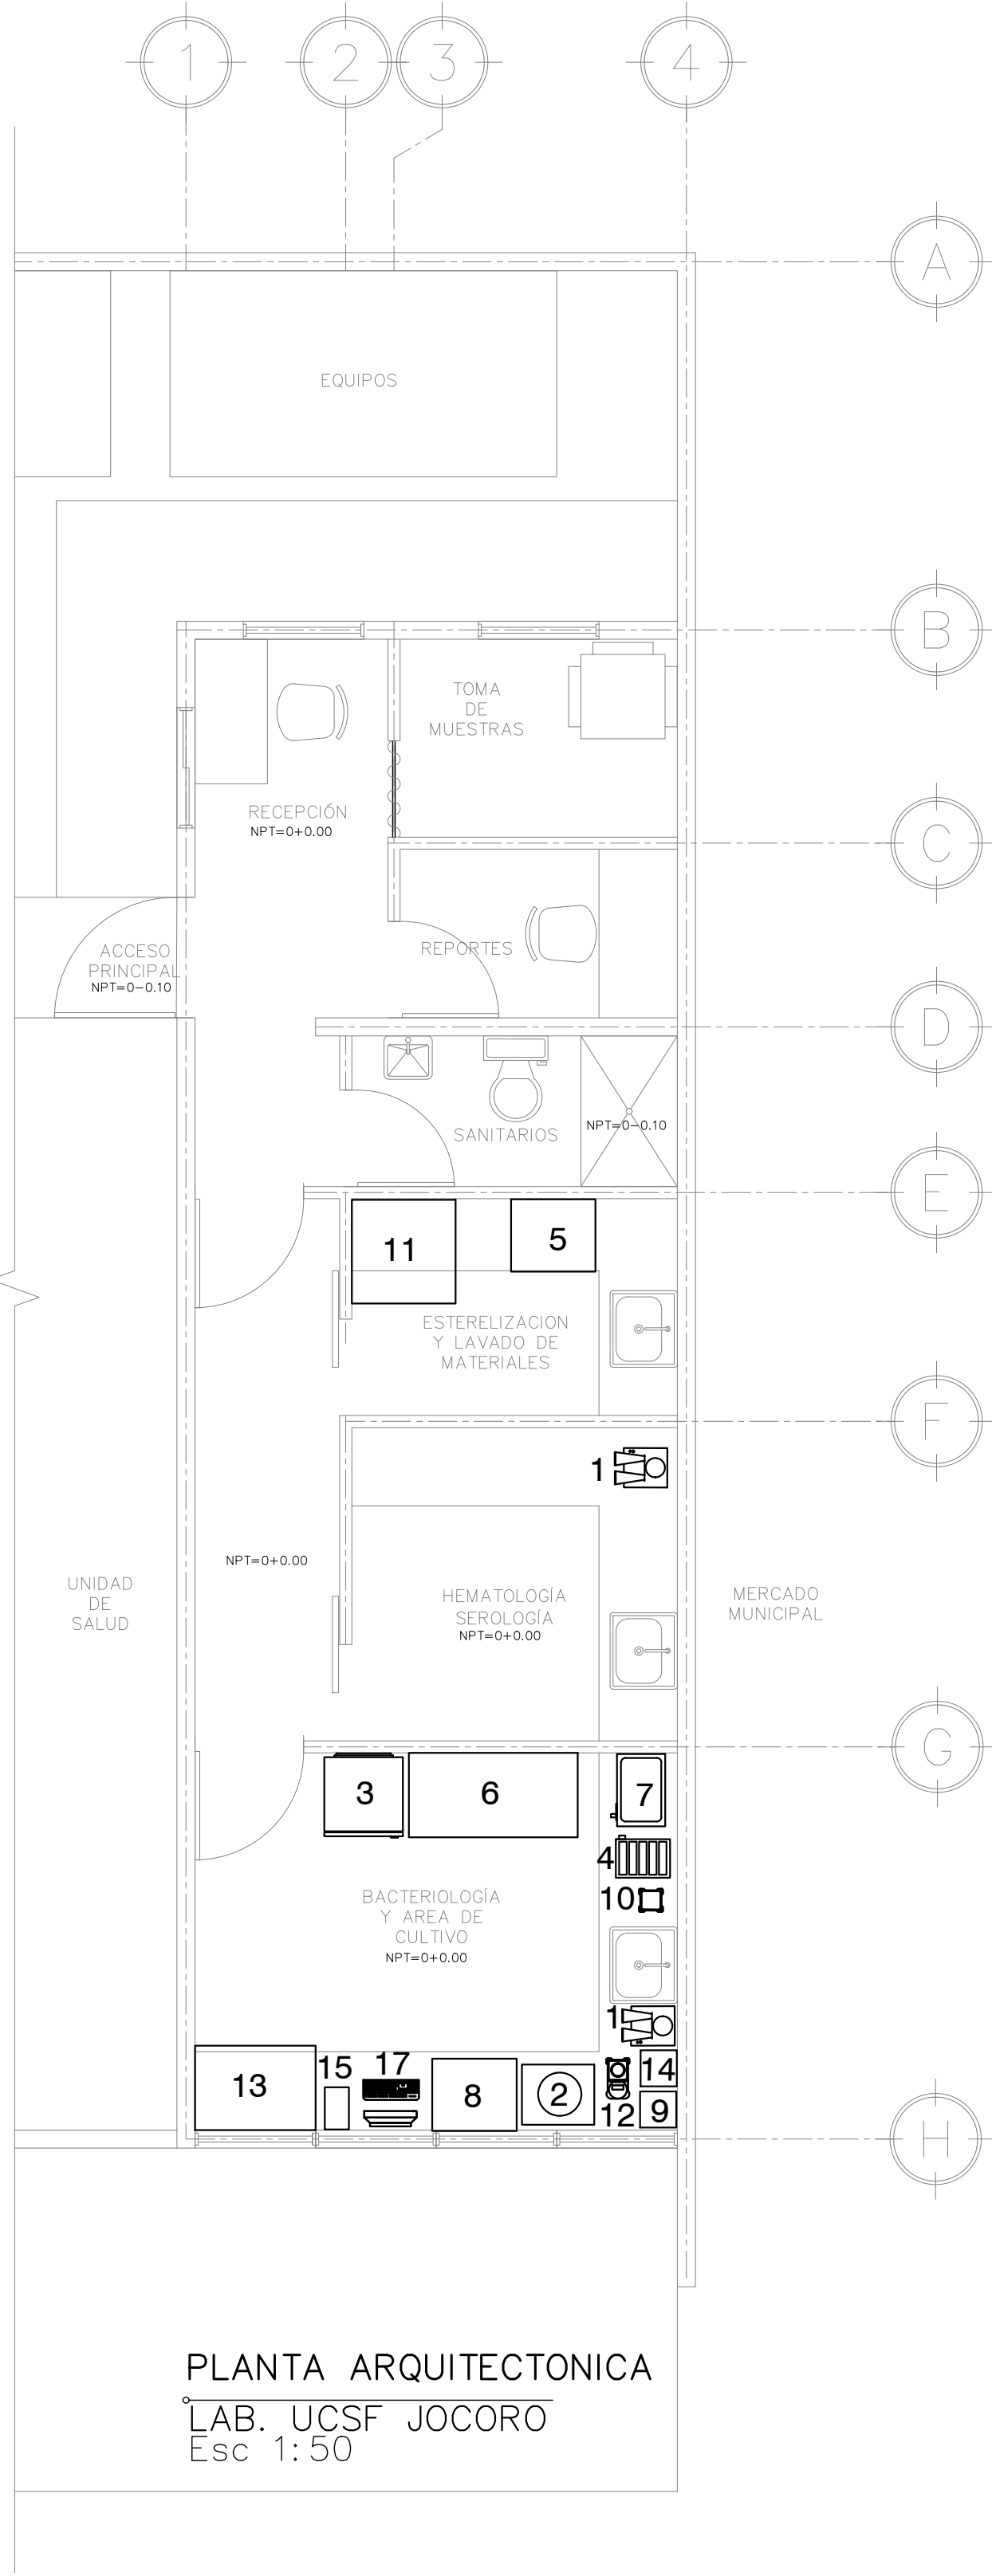 1 2 3 4
A
EQUIPOS
B
TOMA
DE
MUESTRAS
RECEPCIÓN
NPT=0+0.00
C
REPORTES
ACCESO
PRINCIPAL
NPT=0-0.10
D
SANITARIOS
NPT=0-0.10
E
11
5
ESTERELIZACION
Y LAVADO DE
MATERIALES
F
1
NPT=0+0.00
UNIDAD
DE
SALUD
HEMATOLOGÍA
SEROLOGÍA
NPT=0+0.00
MERCADO
MUNICIPAL
G
3
6
7
4
10
BACTERIOLOGÍA
Y AREA DE
CULTIVO
NPT=0+0.00
1
13
15
17
8
2
12
14
9
H
PLANTA ARQUITECTONICA
LAB. UCSF JOCORO
Esc 1:50